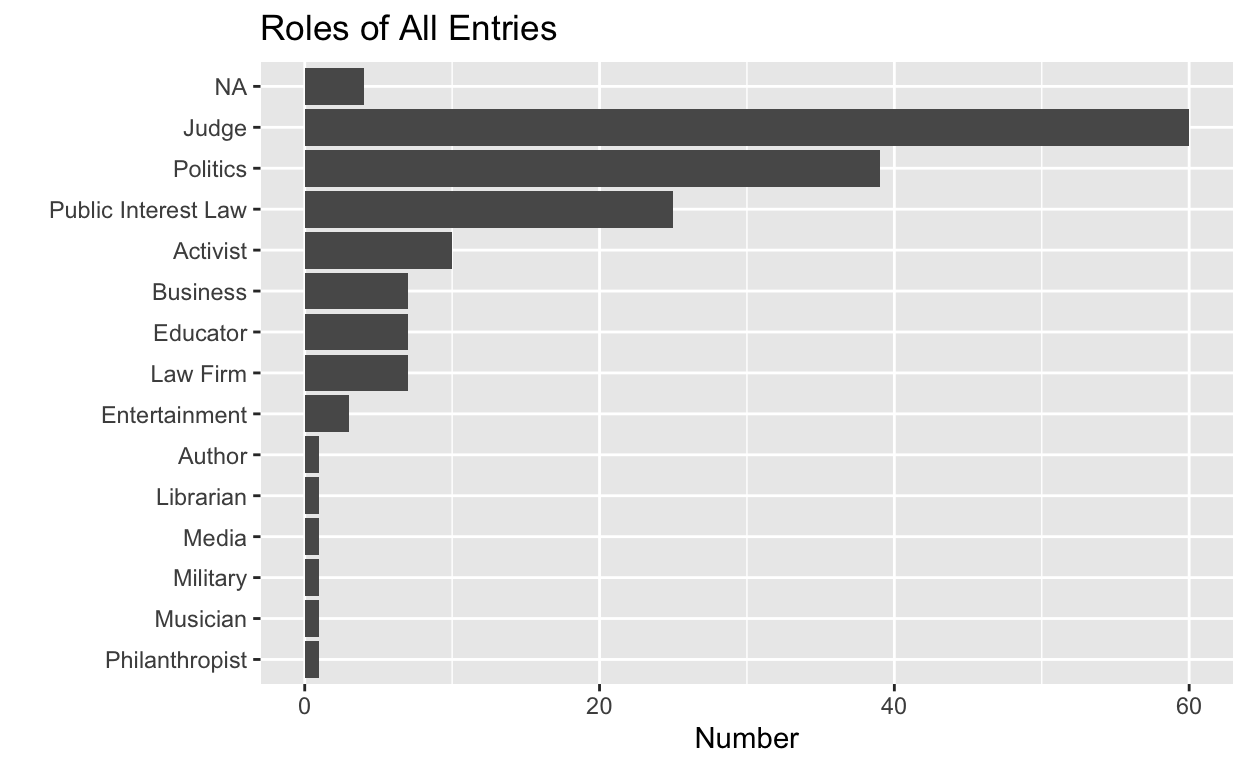 Roles of All Entries
NA
Judge
Politics
Public Interest Law
Activist
Business
Educator
Law Firm
Entertainment
Author
Librarian
Media
Military
Musician
Philanthropist
0 20 40 60
Number